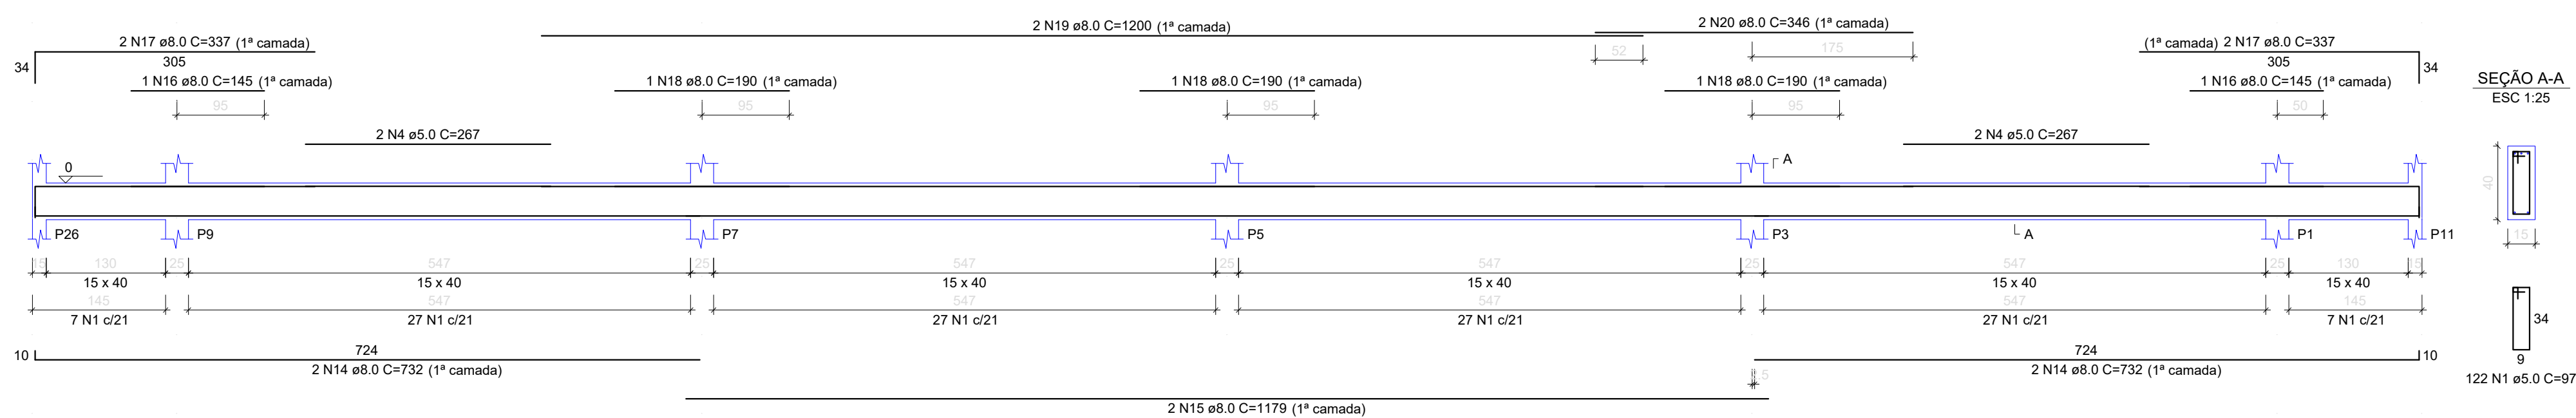 2 N19 ø8.0 C=1200 (1ª camada)
2 N20 ø8.0 C=346 (1ª camada)
2 N17 ø8.0 C=337 (1ª camada)
(1ª camada) 2 N17 ø8.0 C=337
52
175
34
305
305
34
1 N16 ø8.0 C=145 (1ª camada)
1 N18 ø8.0 C=190 (1ª camada)
1 N18 ø8.0 C=190 (1ª camada)
1 N18 ø8.0 C=190 (1ª camada)
1 N16 ø8.0 C=145 (1ª camada)
SEÇÃO A-A
ESC 1:25
95
95
95
95
50
2 N4 ø5.0 C=267
2 N4 ø5.0 C=267
0
A
40
P26
P9
P7
P5
P3
A
P1
P11
15
15
130
25
547
25
547
25
547
25
547
25
130
15
15 x 40
15 x 40
15 x 40
15 x 40
15 x 40
15 x 40
145
547
547
547
547
145
7 N1 c/21
27 N1 c/21
27 N1 c/21
27 N1 c/21
27 N1 c/21
7 N1 c/21
34
10
724
724
10
9
2 N14 ø8.0 C=732 (1ª camada)
2 N14 ø8.0 C=732 (1ª camada)
122 N1 ø5.0 C=97
2 N15 ø8.0 C=1179 (1ª camada)